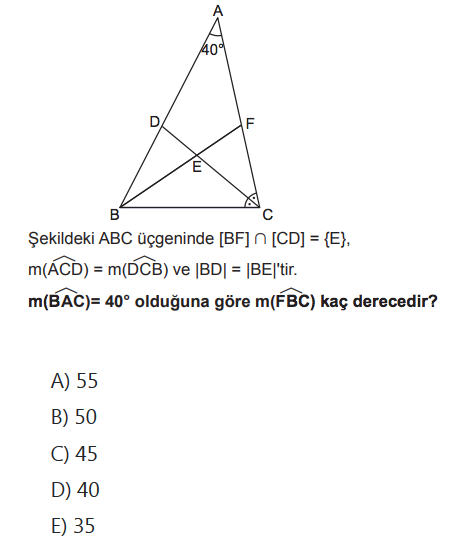 A
40°
D
F
E
B
C
Şekildeki ABC üçgeninde [BF] ∩ [CD] = {E},
m(ACD) = m(DCB) ve |BD| = |BE|'tir.
m(BAC)= 40° olduğuna göre m(FBC) kaç derecedir?
A) 55
B) 50
C) 45
D) 40
E) 35